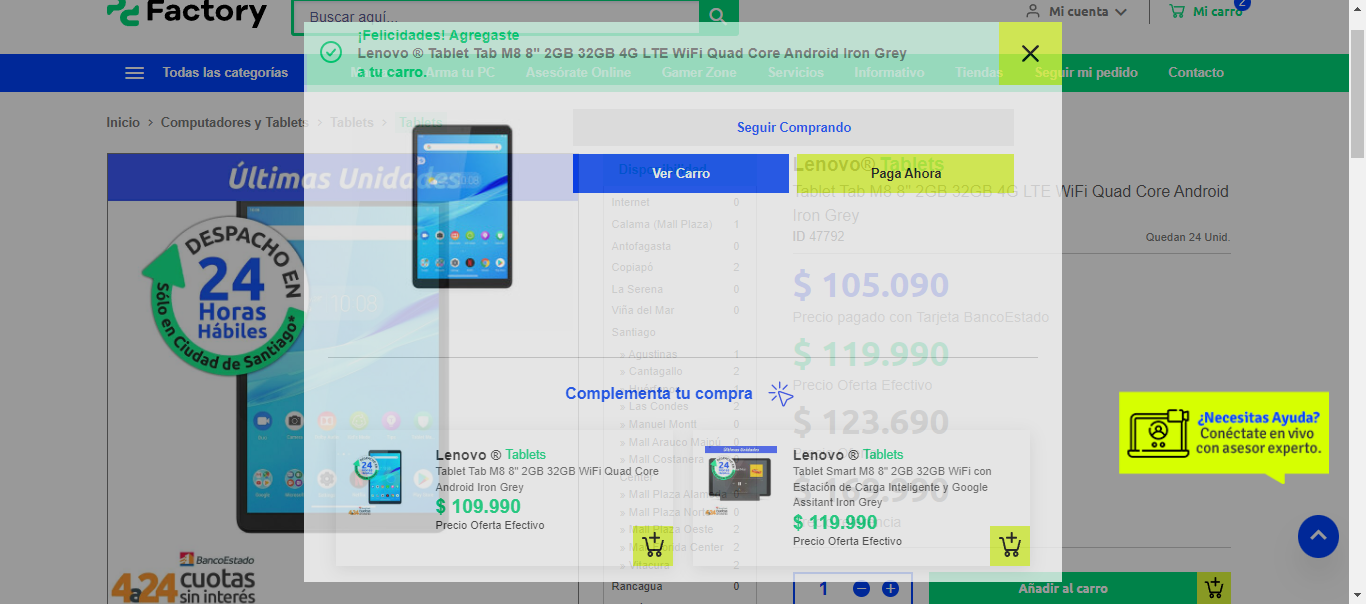 Factory
Buscar aquí...
Mi cuenta
Mi carro
2
¡Felicidades! Agregaste
Lenovo ® Tablet Tab M8 8" 2GB 32GB 4G LTE WiFi Quad Core Android Iron Grey
a tu carro.
Todas las categorías
Arma tu PC
Asesórate Online
Gamer Zone
Servicios
Informativo
Tiendas
Seguir mi pedido
Contacto
Inicio > Computadores y Tablets > Tablets > Tablets
Seguir Comprando
Ver Carro
Paga Ahora
Últimas Unidades
DESPACHO EN
24
Horas
Hábiles
Sólo en Ciudad de Santiago*
10:08
Disponibilidad
Internet 0
Calama (Mall Plaza) 1
Antofagasta 0
Copiapó 2
La Serena 0
Viña del Mar 0
Santiago
» Agustinas 1
» Cantagallo 2
» Las Condes 2
» Manuel Montt 2
» Mall Arauco Maipú
» Mall Costanera Center
» Mall Plaza Norte
» Mall Plaza Oeste 2
» Mall Florida Center 2
» Vitacura 2
Rancagua 0
Lenovo® Tablets
Tablet Tab M8 8" 2GB 32GB 4G LTE WiFi Quad Core Android
Iron Grey
ID 47792
Quedan 24 Unid.
$ 105.090
Precio pagado con Tarjeta BancoEstado
$ 119.990
Precio Oferta Efectivo
$ 123.690
Complementa tu compra
Lenovo ® Tablets
Tablet Tab M8 8" 2GB 32GB WiFi Quad Core
Android Iron Grey
$ 109.990
Precio Oferta Efectivo
Últimas Unidades
Lenovo ® Tablets
Tablet Smart M8 8" 2GB 32GB WiFi con
Estación de Carga Inteligente y Google
Assitant Iron Grey
$ 119.990
Precio Oferta Efectivo
¿Necesitas Ayuda?
Conéctate en vivo
con asesor experto.
BancoEstado
4a24 cuotas
sin interés
1
Añadir al carro